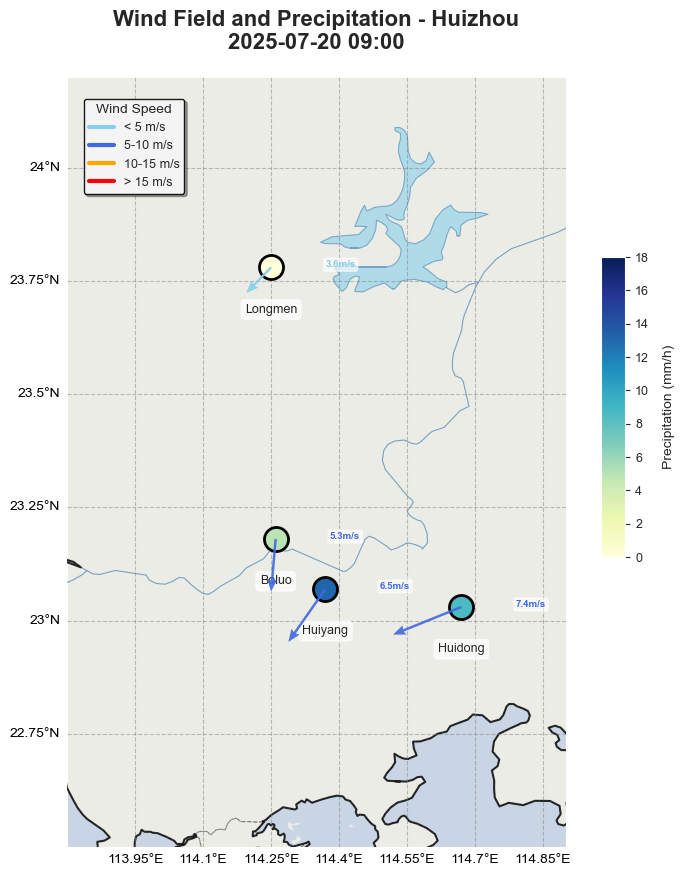 Wind Field and Precipitation - Huizhou
2025-07-20 09:00
Wind Speed
< 5 m/s
5-10 m/s
10-15 m/s
> 15 m/s
24°N
23.75°N
23.5°N
23.25°N
23°N
22.75°N
3.6m/s
Longmen
5.3m/s
Boluo
6.5m/s
Huiyang
7.4m/s
Huidong
113.95°E
114.1°E
114.25°E
114.4°E
114.55°E
114.7°E
114.85°E
18
16
14
12
10
8
6
4
2
0
Precipitation (mm/h)